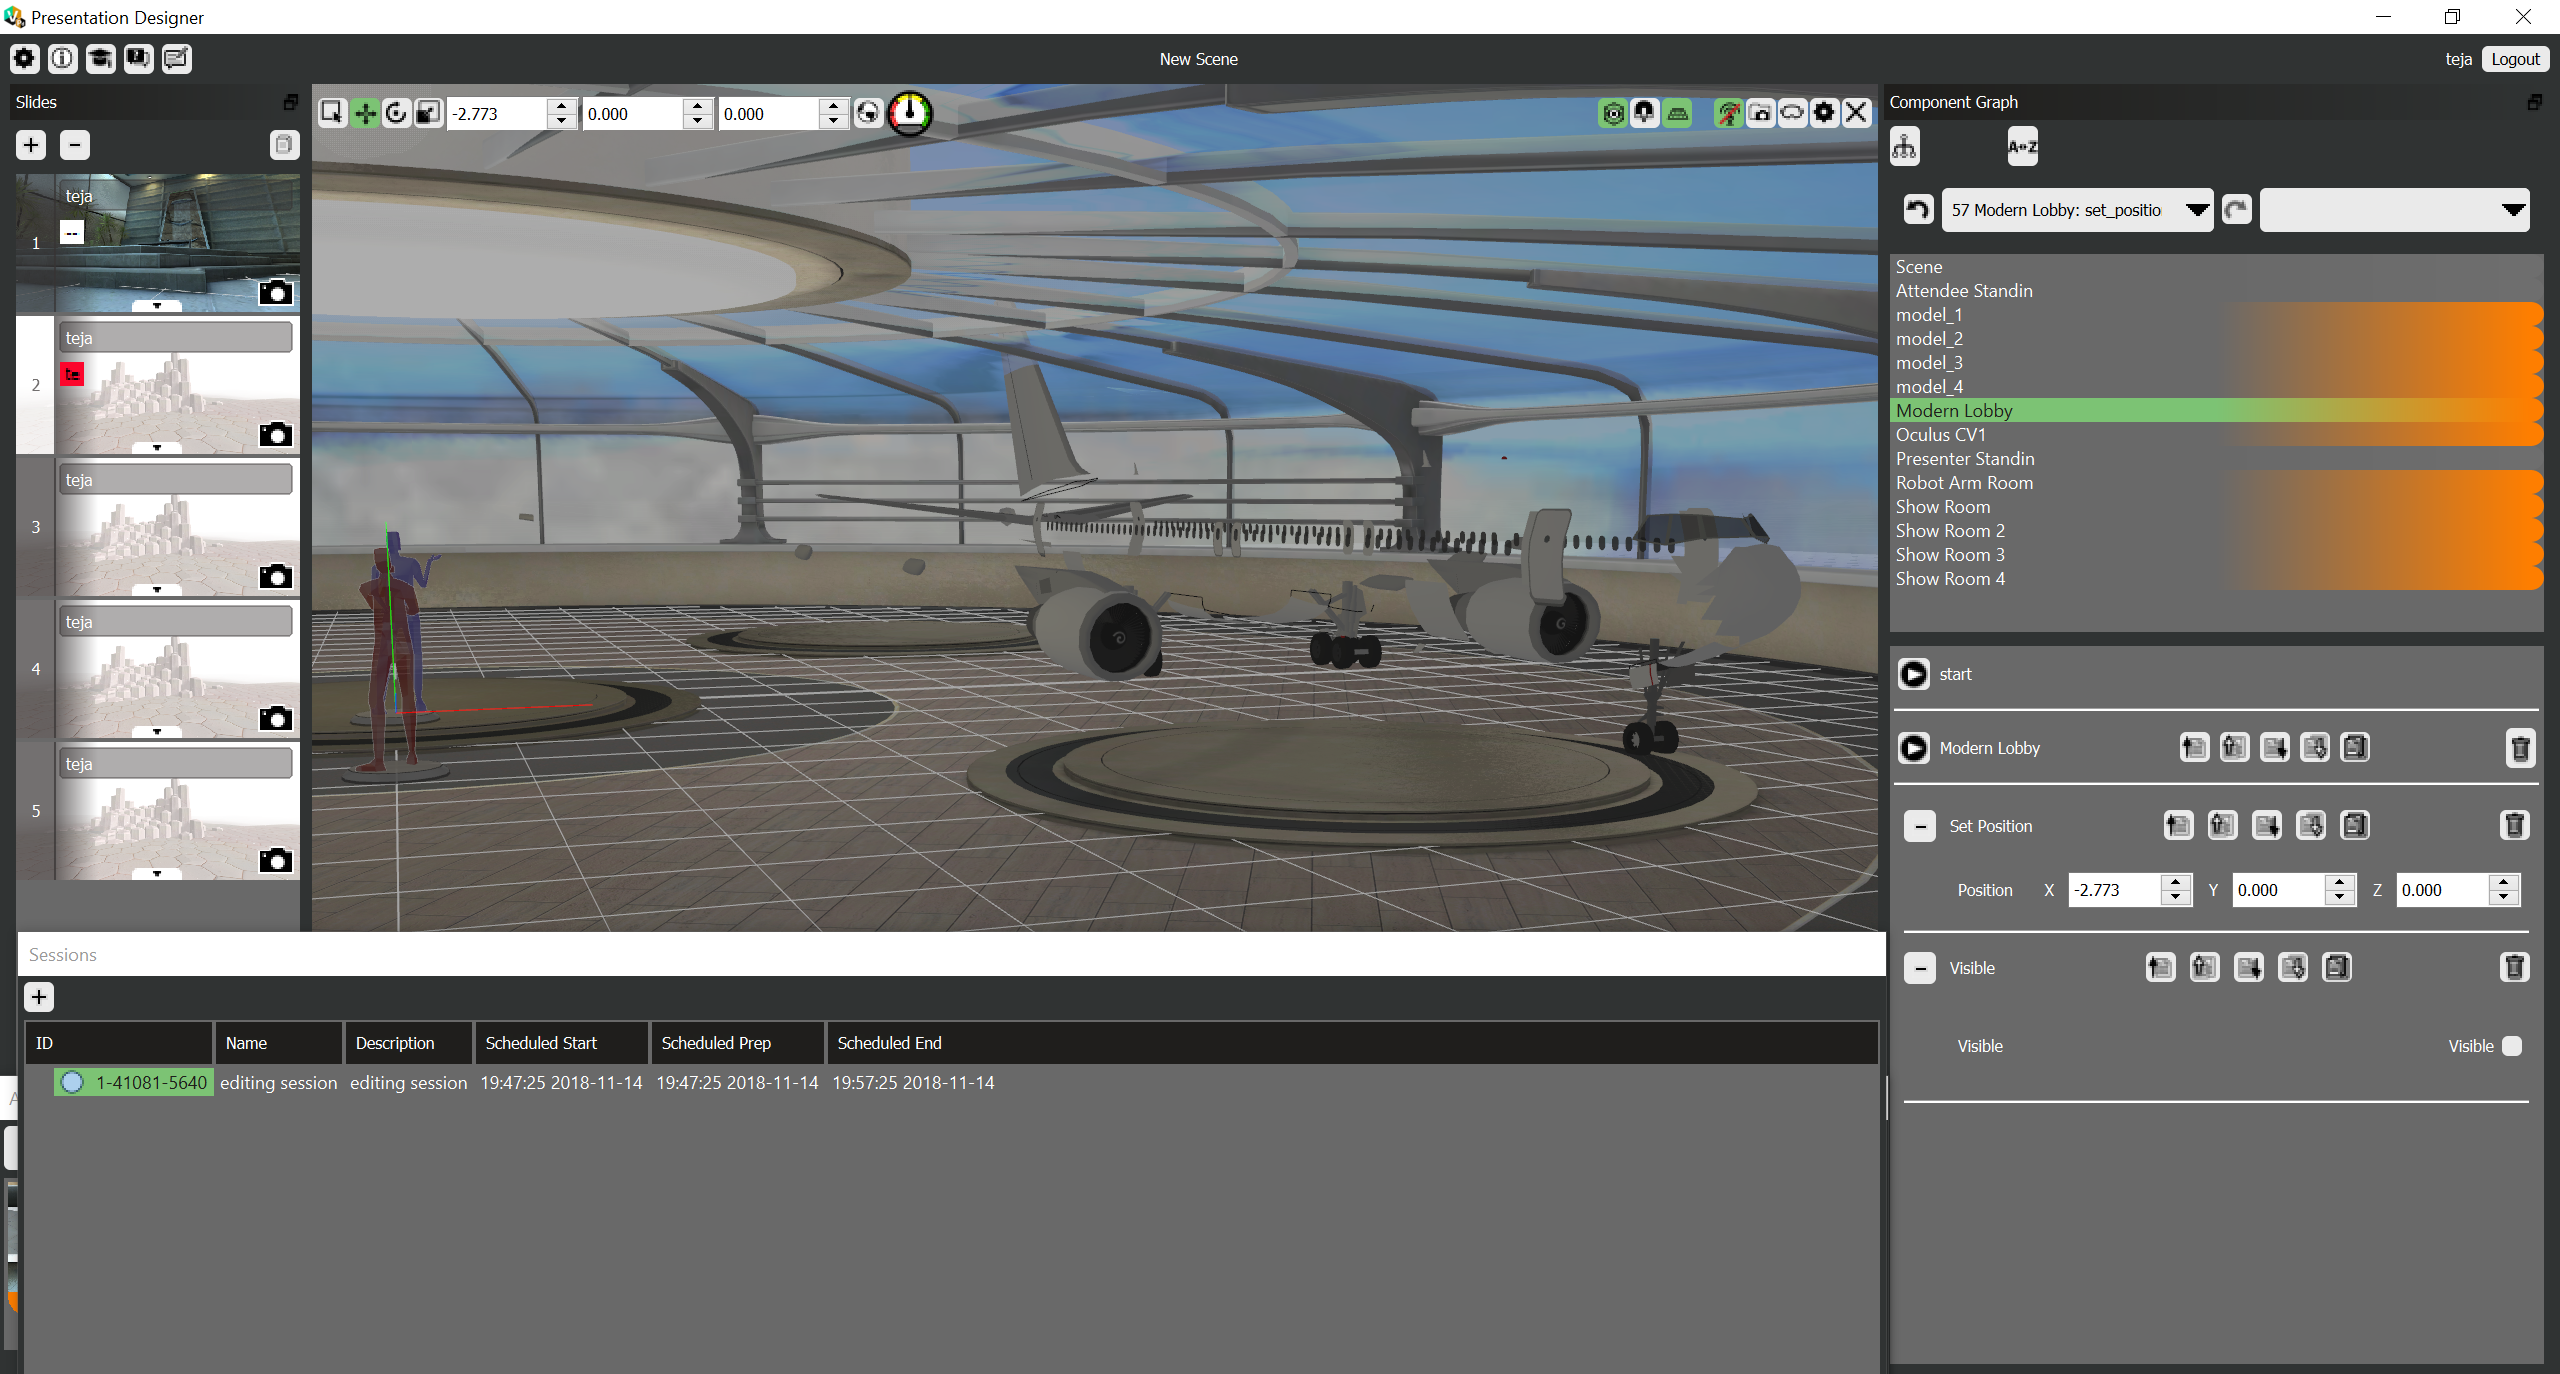 Presentation Designer
New Scene
teja Logout
Slides
1 teja
--
2 teja
te
3 teja
4 teja
5 teja
-2.773 0.000 0.000
Component Graph
A↔Z
57 Modern Lobby: set_positio
Scene
Attendee Standin
model_1
model_2
model_3
model_4
Modern Lobby
Oculus CV1
Presenter Standin
Robot Arm Room
Show Room
Show Room 2
Show Room 3
Show Room 4
start
Modern Lobby
Set Position
Position X -2.773 Y 0.000 Z 0.000
Visible
Visible Visible
Sessions
ID Name Description Scheduled Start Scheduled Prep Scheduled End
1-41081-5640 editing session editing session 19:47:25 2018-11-14 19:47:25 2018-11-14 19:57:25 2018-11-14